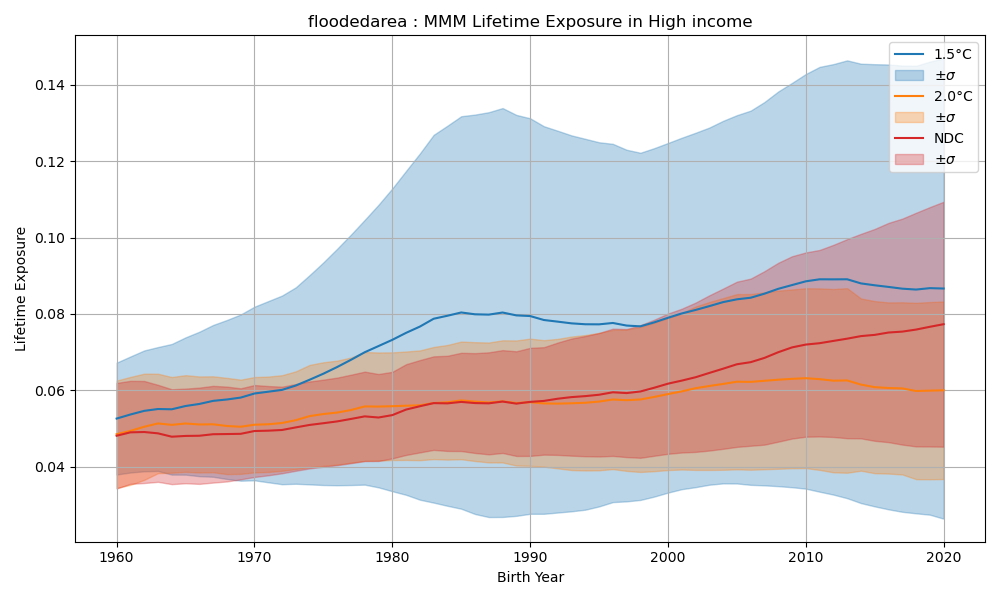 floodedarea : MMM Lifetime Exposure in High income
1.5°C
±σ
2.0°C
±σ
NDC
±σ
Lifetime Exposure
0.14
0.12
0.10
0.08
0.06
0.04
1960 1970 1980 1990 2000 2010 2020
Birth Year